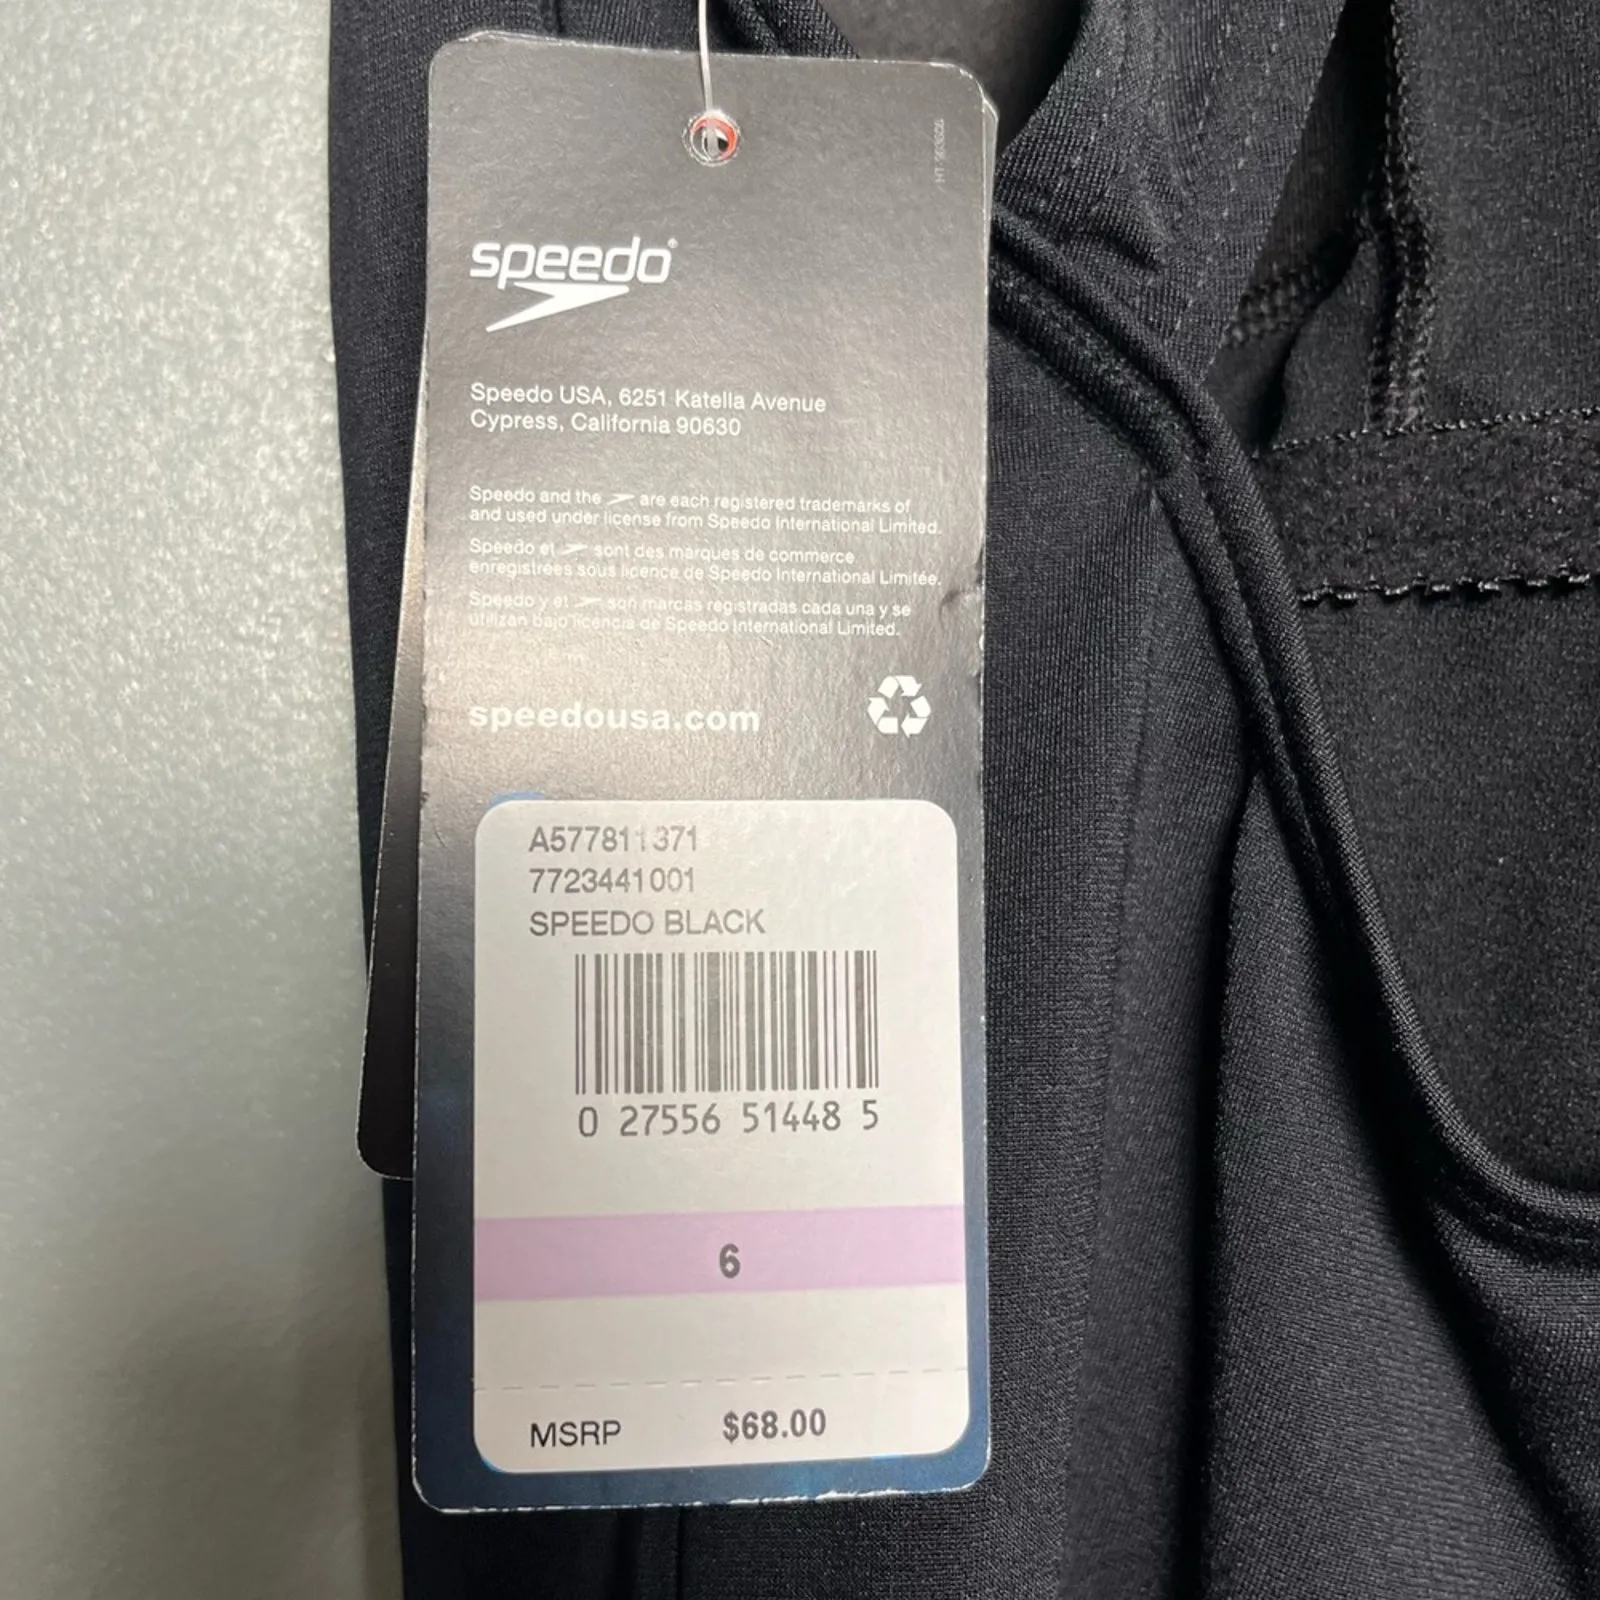 speedo®
Speedo USA, 6251 Katella Avenue
Cypress, California 90630
Speedo and the are each registered trademarks of
and used under license from Speedo International Limited.
Speedo et sont des marques de commerce
enregistrées sous licence de Speedo International Limitée.
Speedo y et son marcas registradas cada una y se
utilizan bajo licencia de Speedo International Limited.
speedousa.com
A577811371
7723441001
SPEEDO BLACK
0 27556 51448 5
6
MSRP $68.00